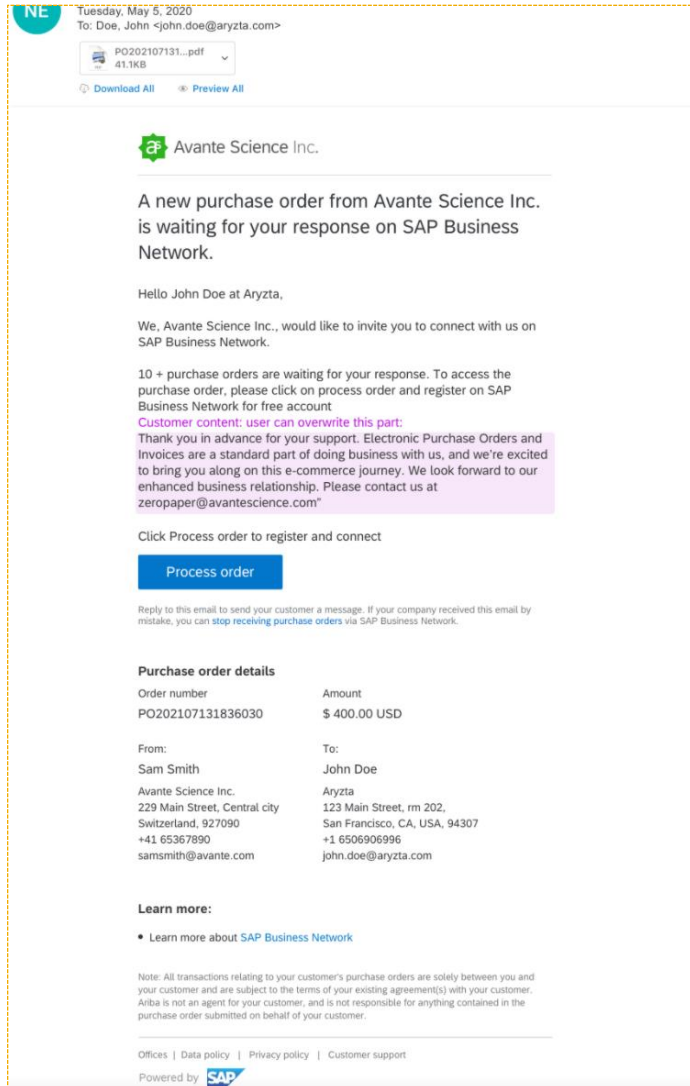 NE
Tuesday, May 5, 2020
To: Doe, John <john.doe@aryzta.com>
PO202107131...pdf
41.1KB
Download All Preview All
as Avante Science Inc.
A new purchase order from Avante Science Inc.
is waiting for your response on SAP Business
Network.
Hello John Doe at Aryzta,
We, Avante Science Inc., would like to invite you to connect with us on
SAP Business Network.
10 + purchase orders are waiting for your response. To access the
purchase order, please click on process order and register on SAP
Business Network for free account
Customer content: user can overwrite this part:
Thank you in advance for your support. Electronic Purchase Orders and
Invoices are a standard part of doing business with us, and we're excited
to bring you along on this e-commerce journey. We look forward to our
enhanced business relationship. Please contact us at
zeropaper@avantescience.com"
Click Process order to register and connect
Process order
Reply to this email to send your customer a message. If your company received this email by
mistake, you can stop receiving purchase orders via SAP Business Network.
Purchase order details
Order number Amount
PO202107131836030 $ 400.00 USD
From: To:
Sam Smith John Doe
Avante Science Inc. Aryzta
229 Main Street, Central city 123 Main Street, rm 202,
Switzerland, 927090 San Francisco, CA, USA, 94307
+41 65367890 +1 6506906996
samsmith@avante.com john.doe@aryzta.com
Learn more:
• Learn more about SAP Business Network
Note: All transactions relating to your customer's purchase orders are solely between you and
your customer and are subject to the terms of your existing agreement(s) with your customer.
Ariba is not an agent for your customer, and is not responsible for anything contained in the
purchase order submitted on behalf of your customer.
Offices | Data policy | Privacy policy | Customer support
Powered by SAP